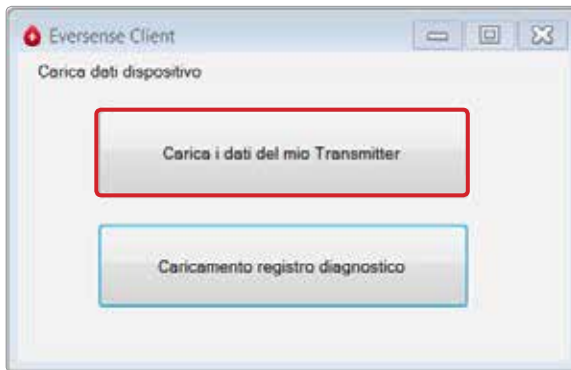 Eversense Client
Carica dati dispositivo
Carica i dati del mio Transmitter
Caricamento registro diagnostico